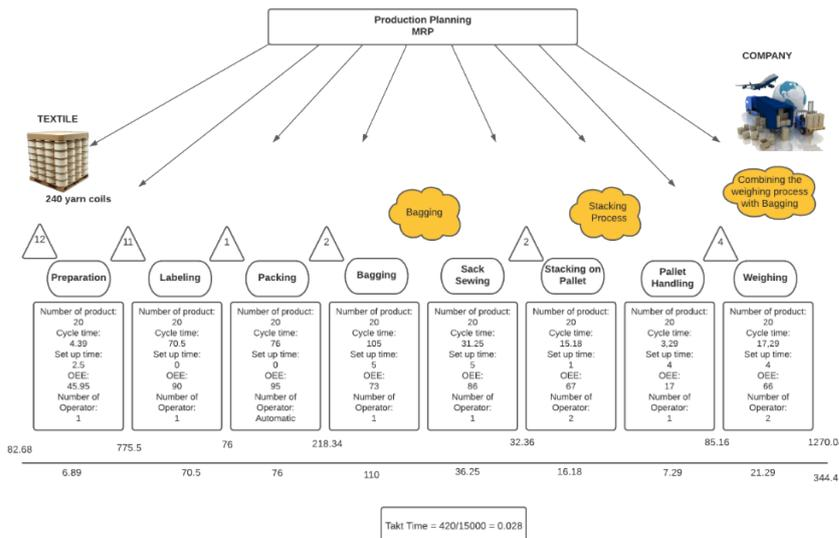 Production Planning
MRP
COMPANY
TEXTILE
240 yarn coils
Bagging
Stacking
Process
Combining the
weighing process
with Bagging
12
11
1
2
2
4
Preparation
Labeling
Packing
Bagging
Sack
Sewing
Stacking on
Pallet
Pallet
Handling
Weighing
Number of product:
20
Cycle time:
4.39
Set up time:
2.5
OEE:
45.95
Number of
Operator:
1
Number of product:
20
Cycle time:
70.5
Set up time:
0
OEE:
90
Number of
Operator:
1
Number of product:
20
Cycle time:
76
Set up time:
0
OEE:
95
Number of
Operator:
Automatic
Number of product:
20
Cycle time:
105
Set up time:
5
OEE:
73
Number of
Operator:
1
Number of product:
20
Cycle time:
31.25
Set up time:
5
OEE:
86
Number of
Operator:
1
Number of product:
20
Cycle time:
15.18
Set up time:
1
OEE:
67
Number of
Operator:
2
Number of product:
20
Cycle time:
3,29
Set up time:
4
OEE:
17
Number of
Operator:
1
Number of product:
20
Cycle time:
17,29
Set up time:
4
OEE:
66
Number of
Operator:
2
82.68
775.5
76
218.34
32.36
85.16
1270.0
6.89
70.5
76
110
36.25
16.18
7.29
21.29
344.4
Takt Time = 420/15000 = 0.028